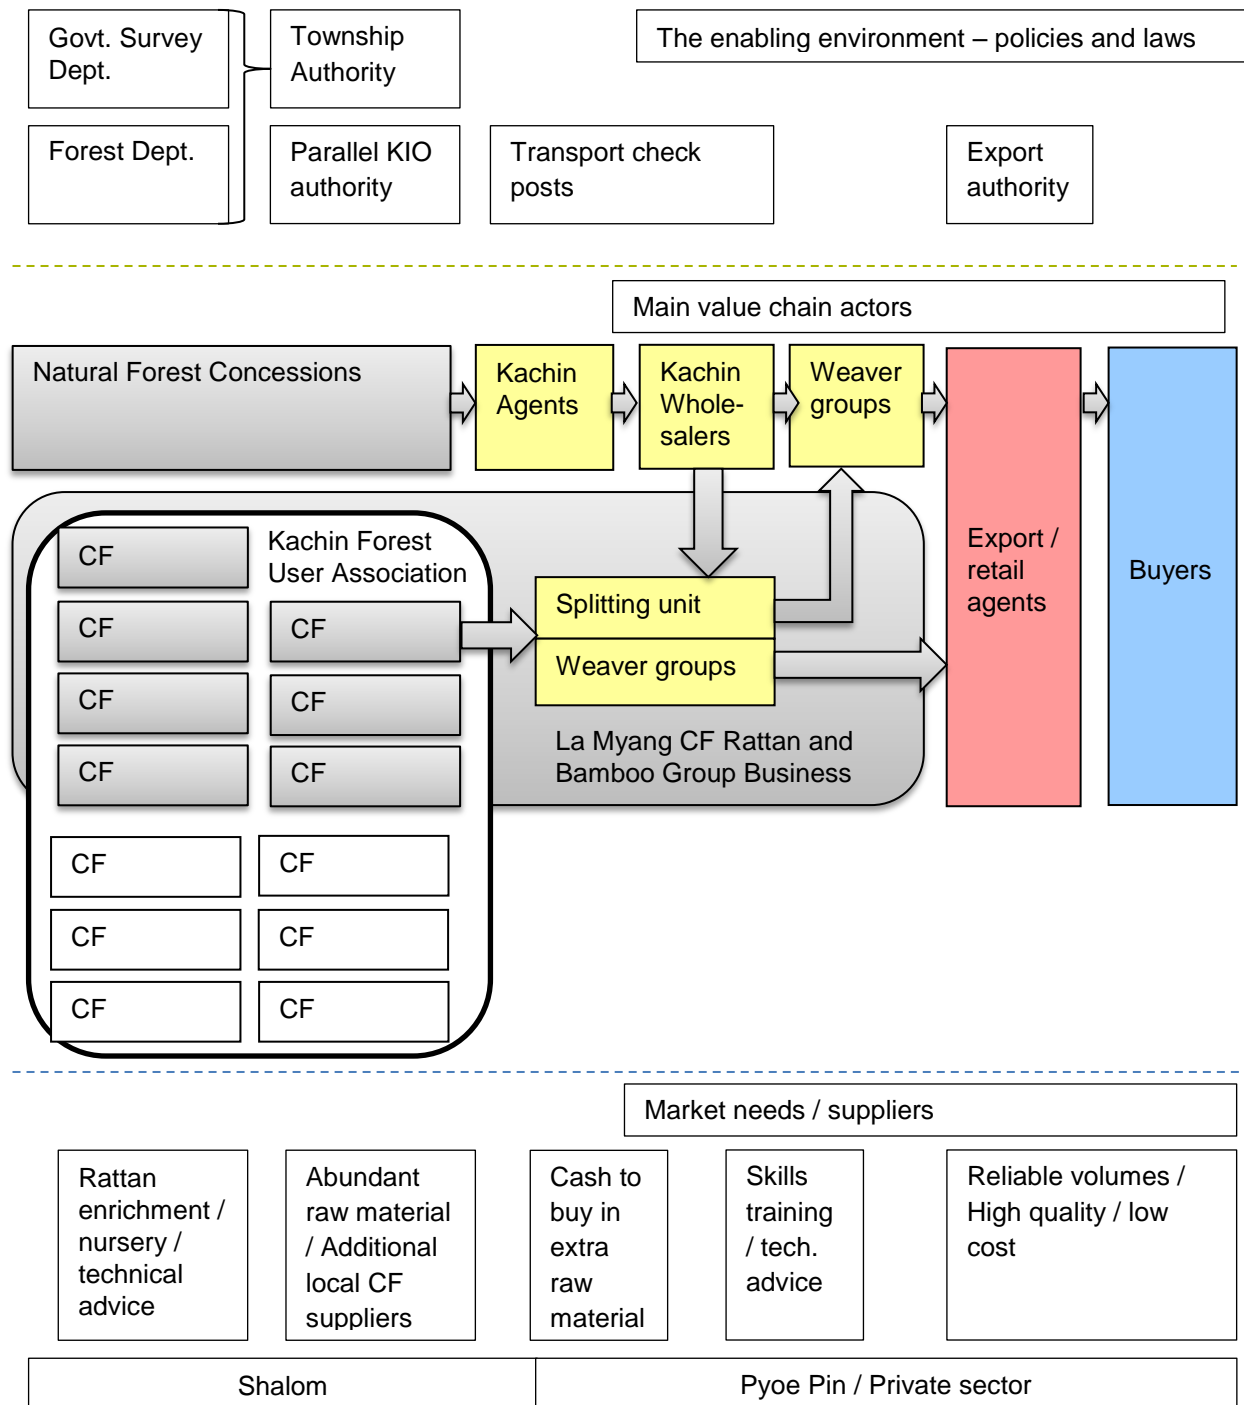 Govt. Survey
Dept.
Township
Authority
The enabling environment – policies and laws
Forest Dept.
Parallel KIO
authority
Transport check
posts
Export
authority
Main value chain actors
Natural Forest Concessions
Kachin
Agents
Kachin
Whole-
salers
Weaver
groups
Export /
retail
agents
Buyers
CF
Kachin Forest
User Association
CF
CF
CF
CF
CF
CF
Splitting unit
Weaver groups
La Myang CF Rattan and
Bamboo Group Business
CF
CF
CF
CF
CF
CF
Market needs / suppliers
Rattan
enrichment /
nursery /
technical
advice
Abundant
raw material
/ Additional
local CF
suppliers
Cash to
buy in
extra
raw
material
Skills
training
/ tech.
advice
Reliable volumes /
High quality / low
cost
Shalom
Pyoe Pin / Private sector